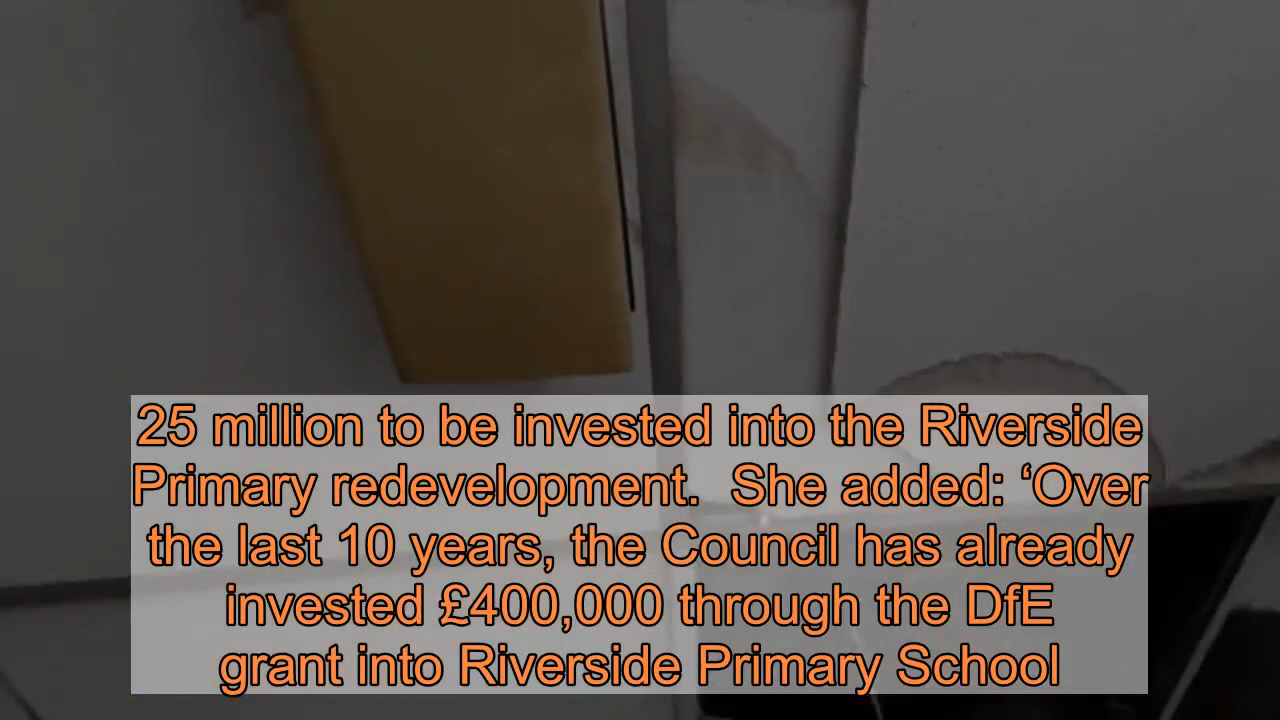 25 million to be invested into the Riverside
Primary redevelopment.  She added: ‘Over
the last 10 years, the Council has already
invested £400,000 through the DfE
grant into Riverside Primary School